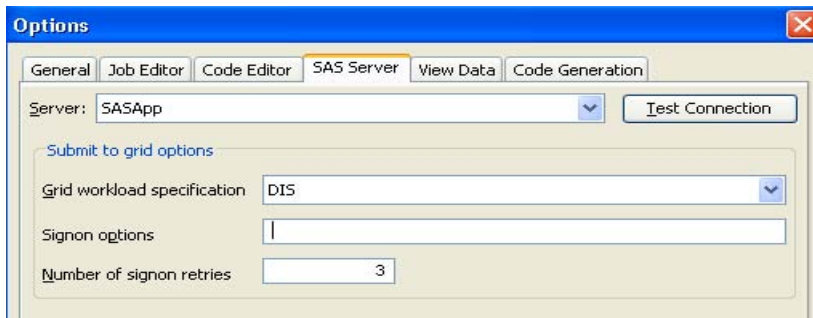 Options
General Job Editor Code Editor SAS Server View Data Code Generation
Server: SASApp Test Connection
Submit to grid options
Grid workload specification DIS
Signon options
Number of signon retries 3